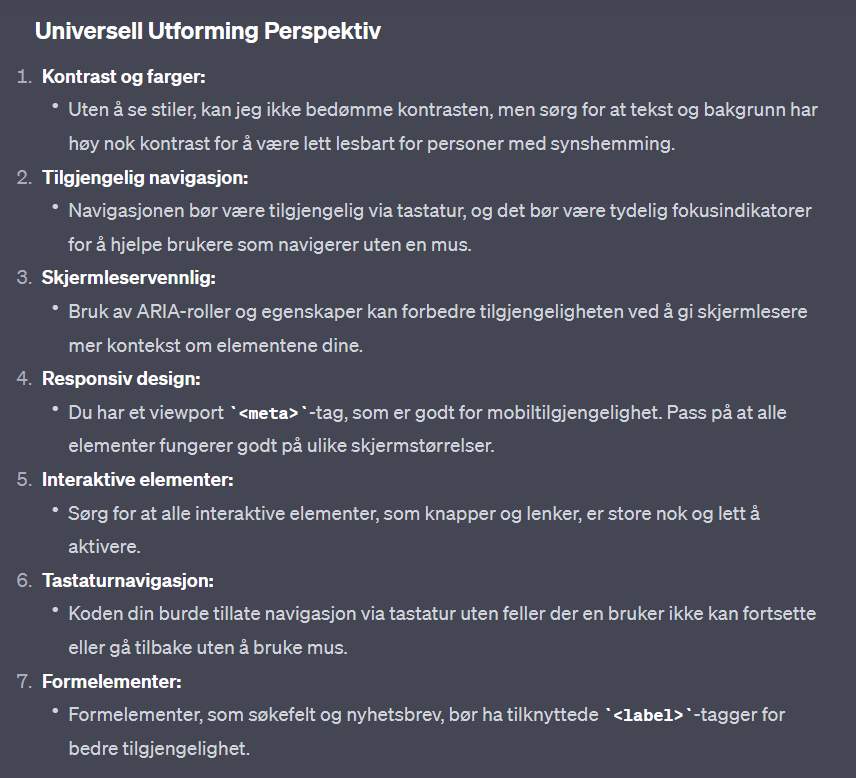 Universell Utforming Perspektiv
1. Kontrast og farger:
• Uten å se stiler, kan jeg ikke bedømme kontrasten, men sørg for at tekst og bakgrunn har
høy nok kontrast for å være lett lesbart for personer med synshemming.
2. Tilgjengelig navigasjon:
• Navigasjonen bør være tilgjengelig via tastatur, og det bør være tydelig fokusindikatorer
for å hjelpe brukere som navigerer uten en mus.
3. Skjermleservennlig:
• Bruk av ARIA-roller og egenskaper kan forbedre tilgjengeligheten ved å gi skjermlesere
mer kontekst om elementene dine.
4. Responsiv design:
• Du har et viewport `<meta>`-tag, som er godt for mobiltilgjengelighet. Pass på at alle
elementer fungerer godt på ulike skjermstørrelser.
5. Interaktive elementer:
• Sørg for at alle interaktive elementer, som knapper og lenker, er store nok og lett å
aktivere.
6. Tastaturnavigasjon:
• Koden din burde tillate navigasjon via tastatur uten feller der en bruker ikke kan fortsette
eller gå tilbake uten å bruke mus.
7. Formelementer:
• Formelementer, som søkefelt og nyhetsbrev, bør ha tilknyttede `<label>`-tagger for
bedre tilgjengelighet.